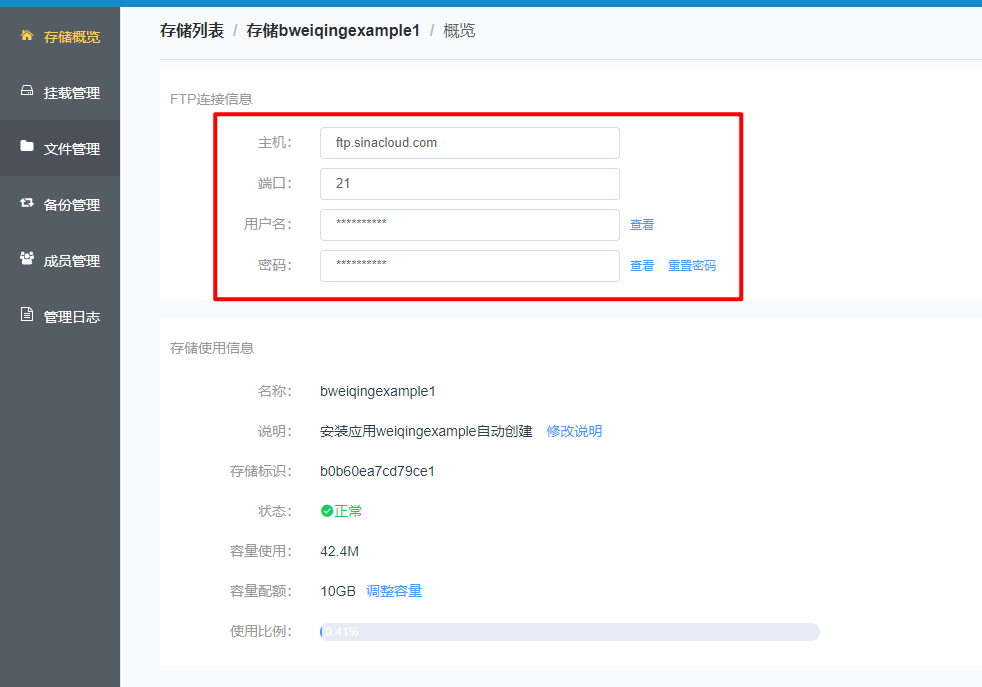 存储概览
挂载管理
文件管理
备份管理
成员管理
管理日志
存储列表 / 存储bweiqingexample1 / 概览
FTP连接信息
主机： ftp.sinacloud.com
端口： 21
用户名： ********** 查看
密码： ********** 查看 重置密码
存储使用信息
名称： bweiqingexample1
说明： 安装应用weiqingexample自动创建 修改说明
存储标识： b0b60ea7cd79ce1
状态： 正常
容量使用： 42.4M
容量配额： 10GB 调整容量
使用比例： 0.41%